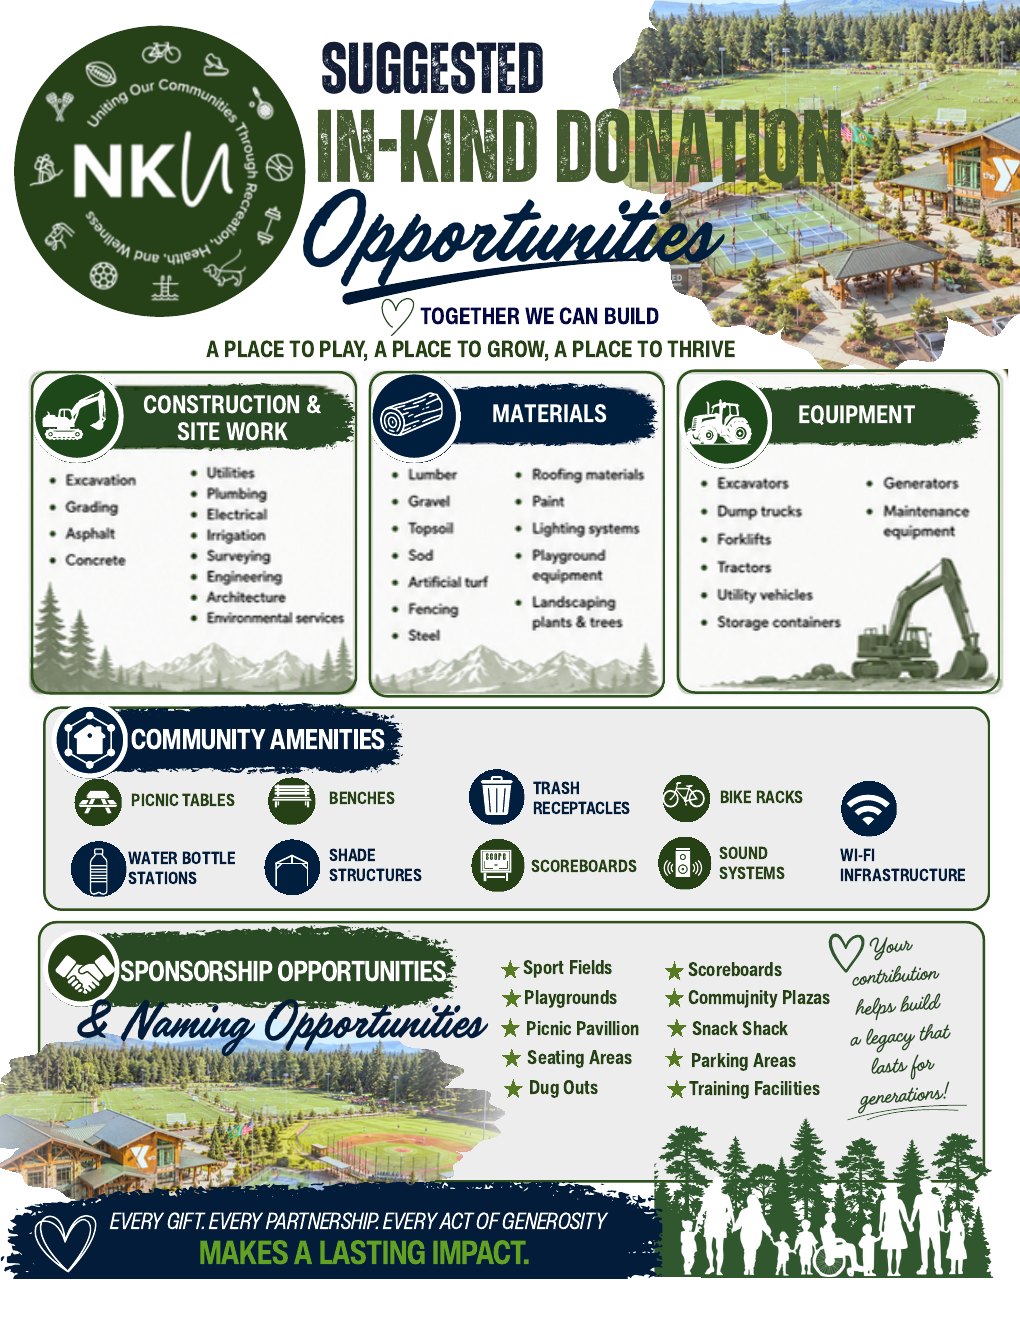 Uniting Our Communities Through Recreation, Health, and Wellness
NKU
SUGGESTED
IN-KIND DONATION
Opportunities
TOGETHER WE CAN BUILD
A PLACE TO PLAY, A PLACE TO GROW, A PLACE TO THRIVE
the Y
CONSTRUCTION &
SITE WORK
• Excavation
• Grading
• Asphalt
• Concrete
• Utilities
• Plumbing
• Electrical
• Irrigation
• Surveying
• Engineering
• Architecture
• Environmental services
MATERIALS
• Lumber
• Gravel
• Topsoil
• Sod
• Artificial turf
• Fencing
• Steel
• Roofing materials
• Paint
• Lighting systems
• Playground
equipment
• Landscaping
plants & trees
EQUIPMENT
• Excavators
• Dump trucks
• Forklifts
• Tractors
• Utility vehicles
• Storage containers
• Generators
• Maintenance
equipment
COMMUNITY AMENITIES
PICNIC TABLES
BENCHES
TRASH
RECEPTACLES
BIKE RACKS
WATER BOTTLE
STATIONS
SHADE
STRUCTURES
score
SCOREBOARDS
SOUND
SYSTEMS
WI-FI
INFRASTRUCTURE
SPONSORSHIP OPPORTUNITIES
& Naming Opportunities
Sport Fields
Playgrounds
Picnic Pavillion
Seating Areas
Dug Outs
Scoreboards
Commujnity Plazas
Snack Shack
Parking Areas
Training Facilities
Your
contribution
helps build
a legacy that
lasts for
generations!
Y
EVERY GIFT. EVERY PARTNERSHIP. EVERY ACT OF GENEROSITY
MAKES A LASTING IMPACT.